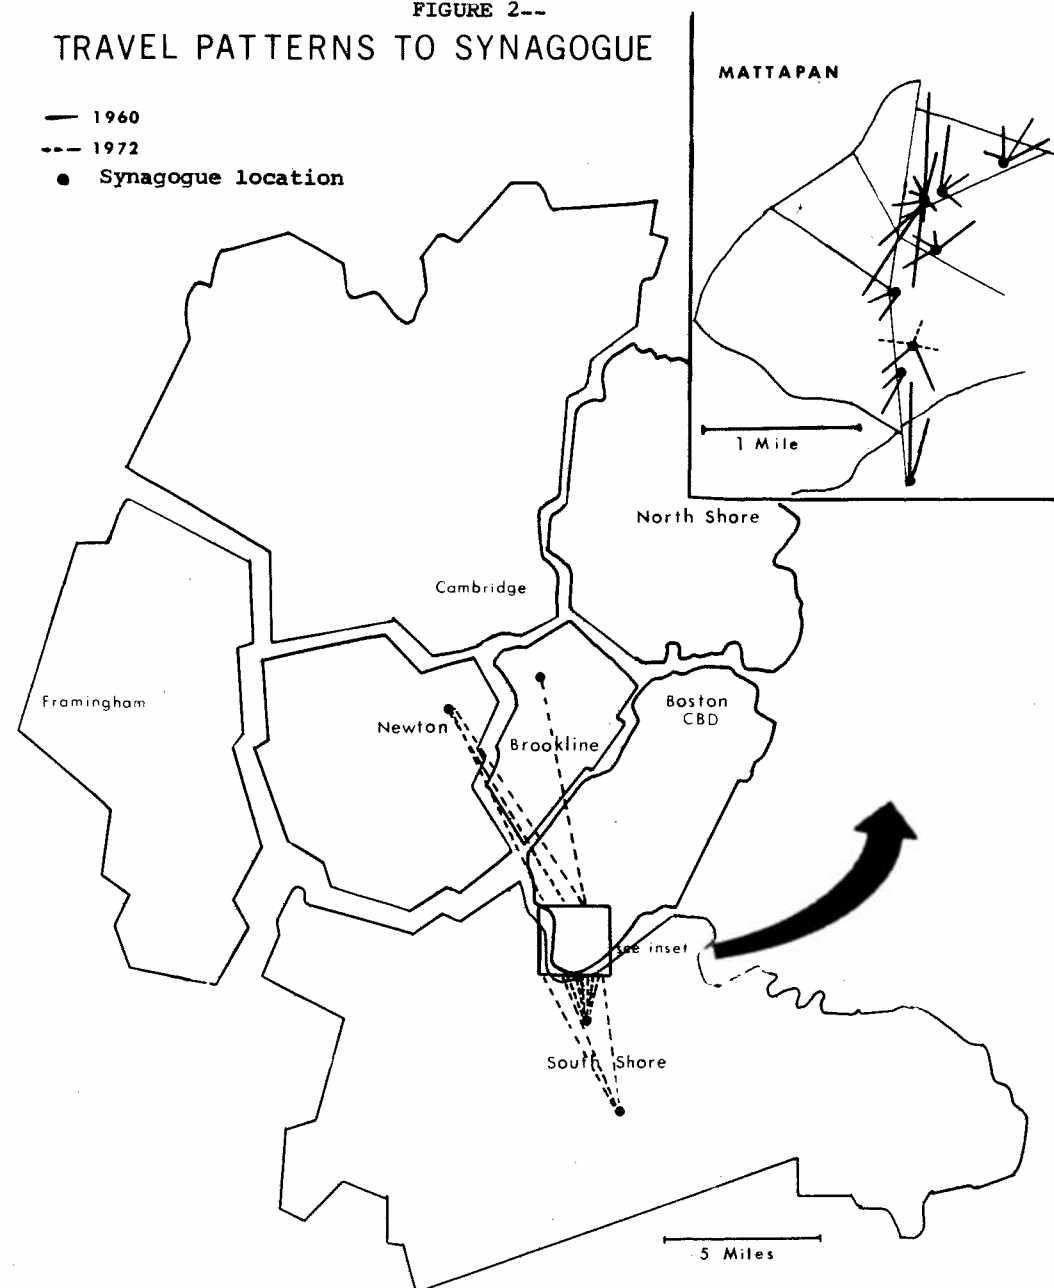 FIGURE 2--
TRAVEL PATTERNS TO SYNAGOGUE
1960
1972
Synagogue location
MATTAPAN
1 Mile
North Shore
Cambridge
Framingham
Newton
Brookline
Boston
CBD
see inset
South Shore
5 Miles